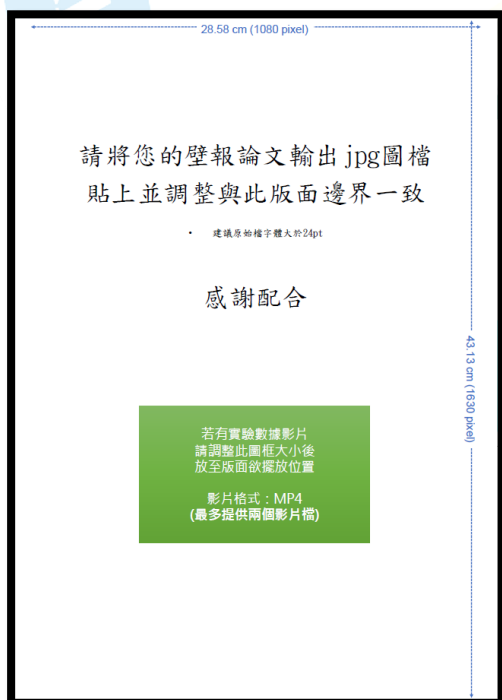 28.58 cm (1080 pixel)
請將您的壁報論文輸出jpg圖檔
貼上並調整與此版面邊界一致
• 建議原始檔字體大於24pt
感謝配合
43.13 cm (1630 pixel)
若有實驗數據影片
請調整此圖框大小後
放至版面欲擺放位置
影片格式：MP4
(最多提供兩個影片檔)